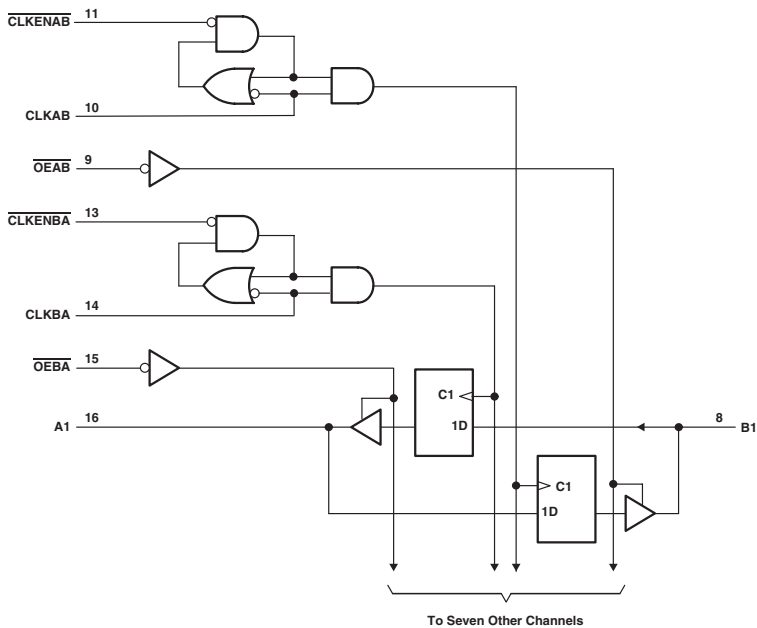 CLKENAB 11
CLKAB 10
OEAB 9
CLKENBA 13
CLKBA 14
OEBA 15
C1
A1 16
1D
8 B1
C1
1D
To Seven Other Channels